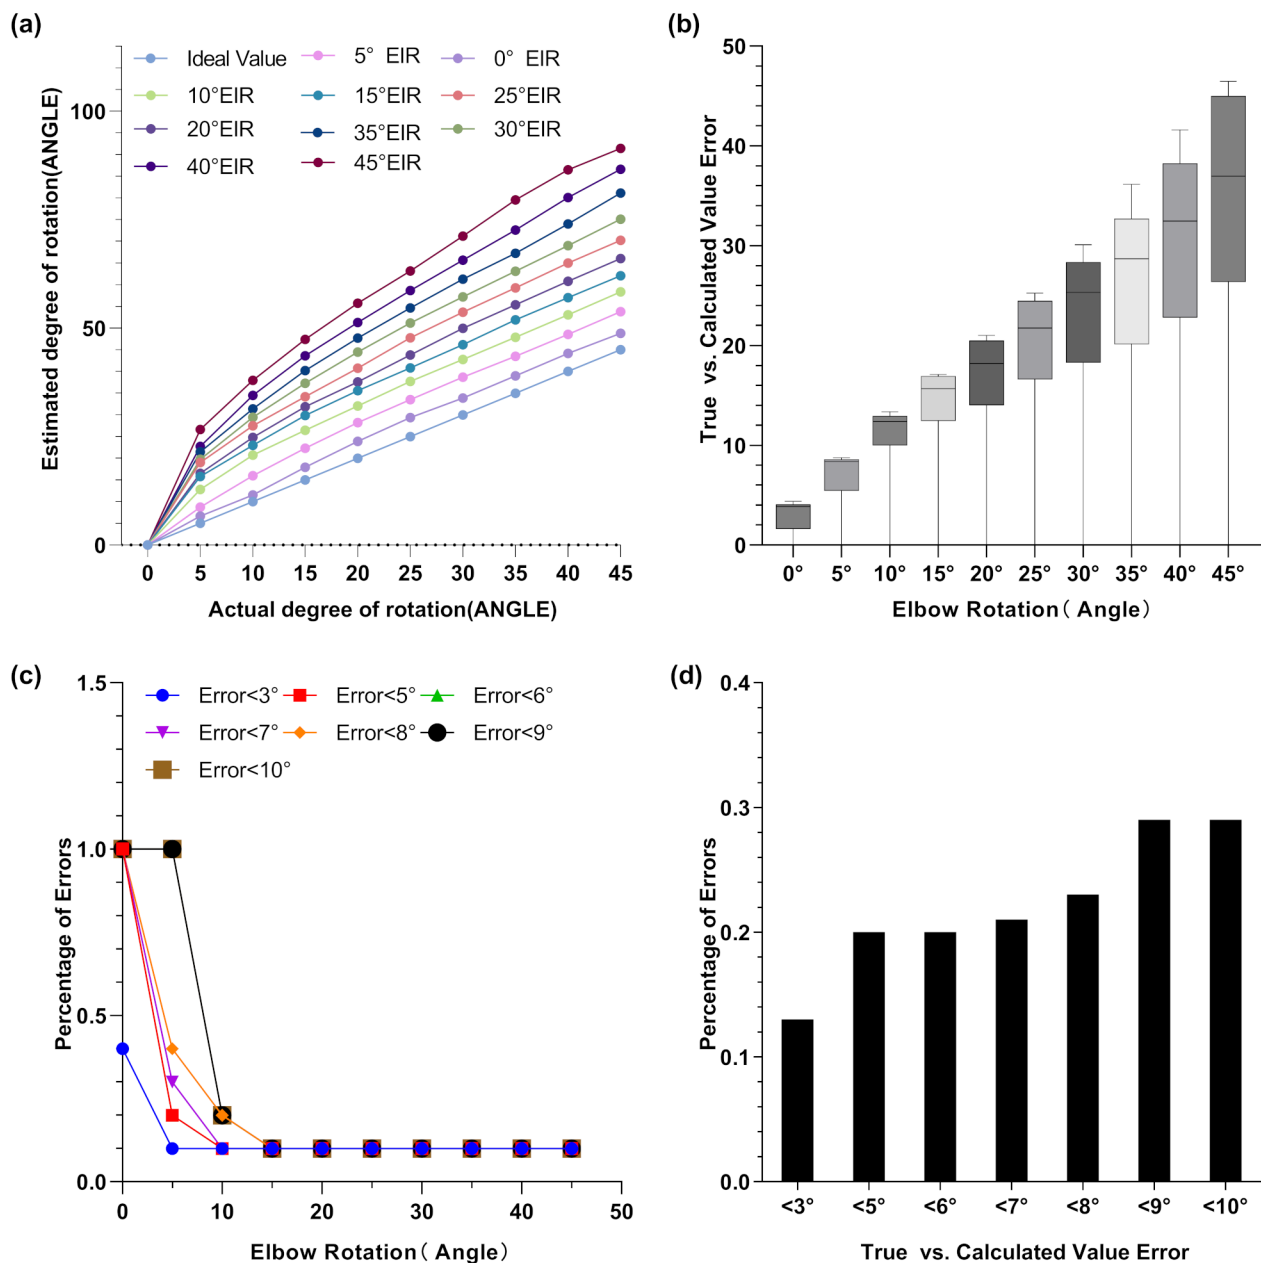 (a)
Ideal Value
5° EIR
0° EIR
10°EIR
15°EIR
25°EIR
20°EIR
35°EIR
30°EIR
40°EIR
45°EIR
Estimated degree of rotation(ANGLE)
100
50
0
0 5 10 15 20 25 30 35 40 45
Actual degree of rotation(ANGLE)
(b)
True vs. Calculated Value Error
50
40
30
20
10
0
0° 5° 10° 15° 20° 25° 30° 35° 40° 45°
Elbow Rotation( Angle)
(c)
Error<3°
Error<5°
Error<6°
Error<7°
Error<8°
Error<9°
Error<10°
Percentage of Errors
1.5
1.0
0.5
0.0
0 10 20 30 40 50
Elbow Rotation( Angle)
(d)
Percentage of Errors
0.4
0.3
0.2
0.1
0.0
<3° <5° <6° <7° <8° <9° <10°
True vs. Calculated Value Error